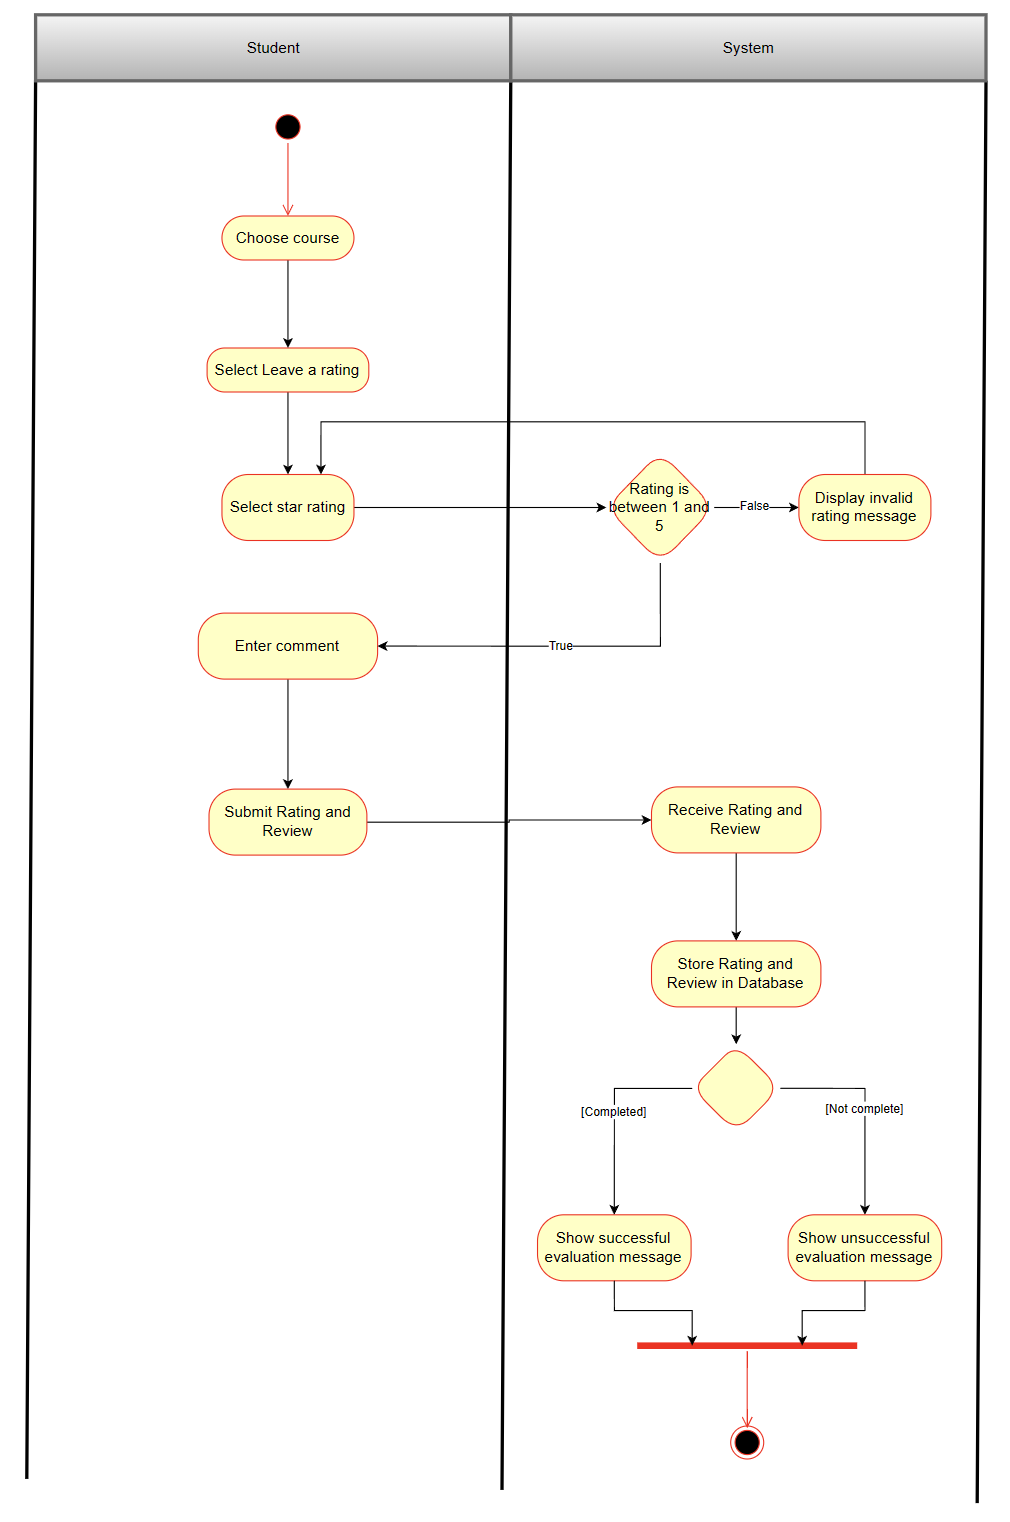 Student
System
Choose course
Select Leave a rating
Select star rating
Rating is
between 1 and
5
False
Display invalid
rating message
True
Enter comment
Submit Rating and
Review
Receive Rating and
Review
Store Rating and
Review in Database
[Completed]
[Not complete]
Show successful
evaluation message
Show unsuccessful
evaluation message